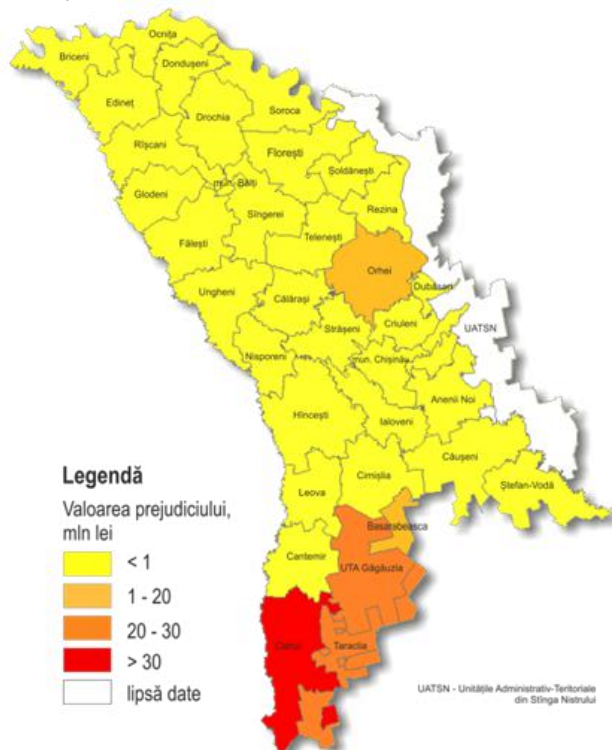 Ocnița
Briceni
Dondușeni
Edineț
Drochia
Soroca
Rîșcani
Florești
Șoldănești
Glodeni
mun. Bălți
Sîngerei
Rezina
Fălești
Telenești
Orhei
Dubăsari
Ungheni
Călărași
UATSN
Strășeni
Criuleni
Nisporeni
mun. Chișinău
Anenii Noi
Hîncești
Ialoveni
Căușeni
Cimișlia
Ștefan-Vodă
Leova
Basarabeasca
Cantemir
UTA Găgăuzia
Cahul
Taraclia
Legendă
Valoarea prejudiciului,
mln lei
< 1
1 - 20
20 - 30
> 30
lipsă date
UATSN - Unitățile Administrativ-Teritoriale
din Stînga Nistrului